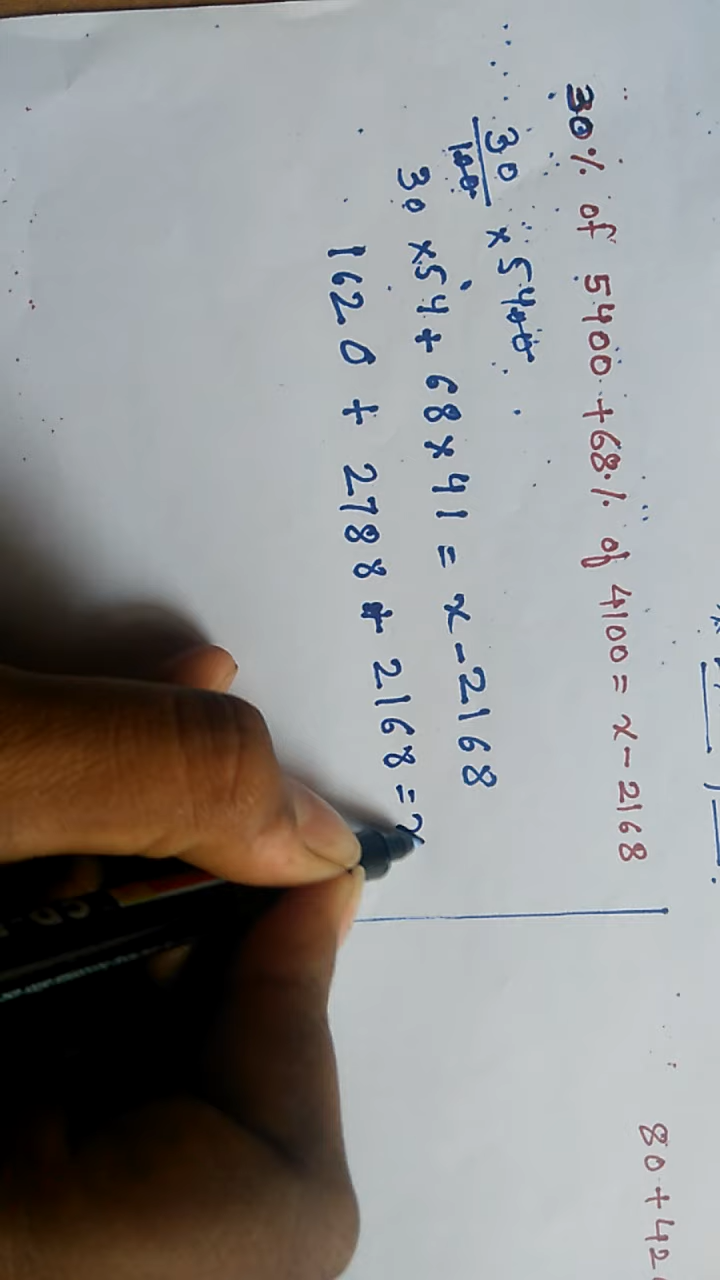 30% of 5400 + 68% of 4100 = x - 2168
30/100 × 5400
30 × 54 + 68 × 41 = x - 2168
1620 + 2788 + 2168 = x
80 + 42